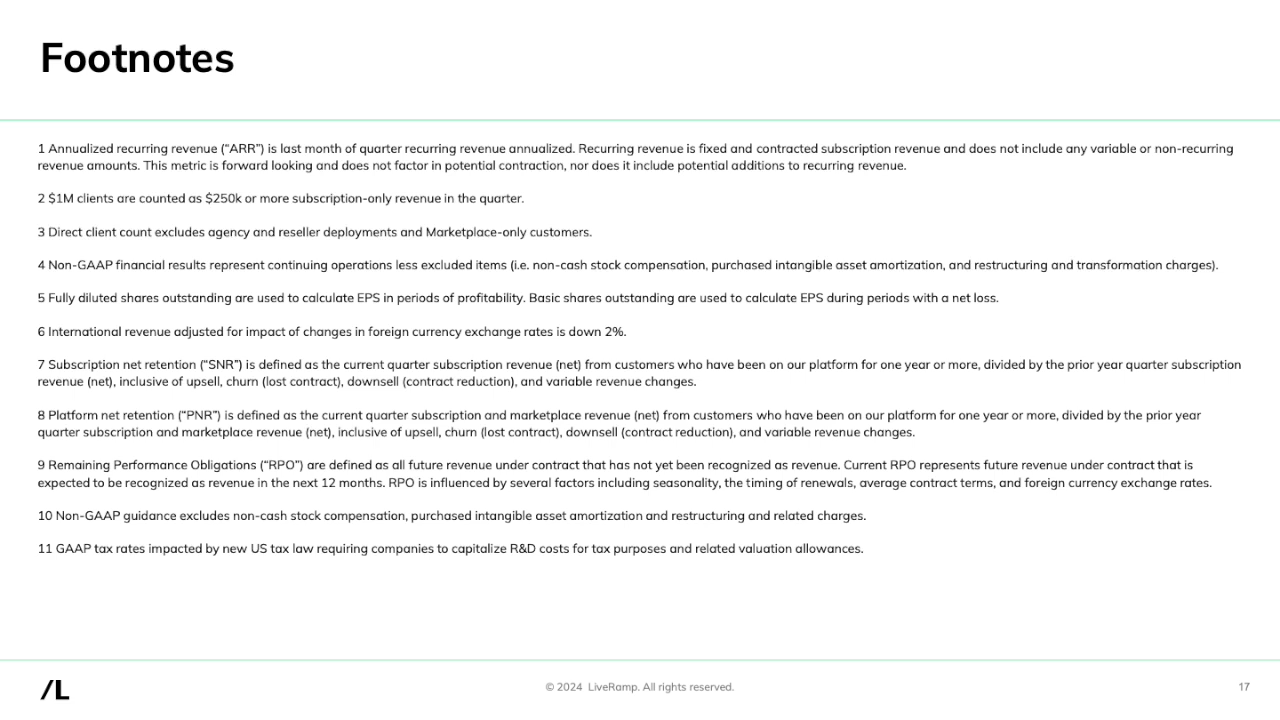 Footnotes
1 Annualized recurring revenue (“ARR”) is last month of quarter recurring revenue annualized. Recurring revenue is fixed and contracted subscription revenue and does not include any variable or non-recurring
revenue amounts. This metric is forward looking and does not factor in potential contraction, nor does it include potential additions to recurring revenue.
2 $1M clients are counted as $250k or more subscription-only revenue in the quarter.
3 Direct client count excludes agency and reseller deployments and Marketplace-only customers.
4 Non-GAAP financial results represent continuing operations less excluded items (i.e. non-cash stock compensation, purchased intangible asset amortization, and restructuring and transformation charges).
5 Fully diluted shares outstanding are used to calculate EPS in periods of profitability. Basic shares outstanding are used to calculate EPS during periods with a net loss.
6 International revenue adjusted for impact of changes in foreign currency exchange rates is down 2%.
7 Subscription net retention (“SNR”) is defined as the current quarter subscription revenue (net) from customers who have been on our platform for one year or more, divided by the prior year quarter subscription
revenue (net), inclusive of upsell, churn (lost contract), downsell (contract reduction), and variable revenue changes.
8 Platform net retention (“PNR”) is defined as the current quarter subscription and marketplace revenue (net) from customers who have been on our platform for one year or more, divided by the prior year
quarter subscription and marketplace revenue (net), inclusive of upsell, churn (lost contract), downsell (contract reduction), and variable revenue changes.
9 Remaining Performance Obligations (“RPO”) are defined as all future revenue under contract that has not yet been recognized as revenue. Current RPO represents future revenue under contract that is
expected to be recognized as revenue in the next 12 months. RPO is influenced by several factors including seasonality, the timing of renewals, average contract terms, and foreign currency exchange rates.
10 Non-GAAP guidance excludes non-cash stock compensation, purchased intangible asset amortization and restructuring and related charges.
11 GAAP tax rates impacted by new US tax law requiring companies to capitalize R&D costs for tax purposes and related valuation allowances.
/L
© 2024 LiveRamp. All rights reserved.
17